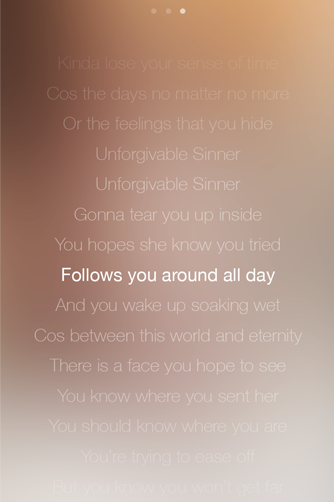 Kinda lose your sense of time
Cos the days no matter no more
Or the feelings that you hide
Unforgivable Sinner
Unforgivable Sinner
Gonna tear you up inside
You hopes she know you tried
Follows you around all day
And you wake up soaking wet
Cos between this world and eternity
There is a face you hope to see
You know where you sent her
You should know where you are
You're trying to ease off
But you know you won't get far